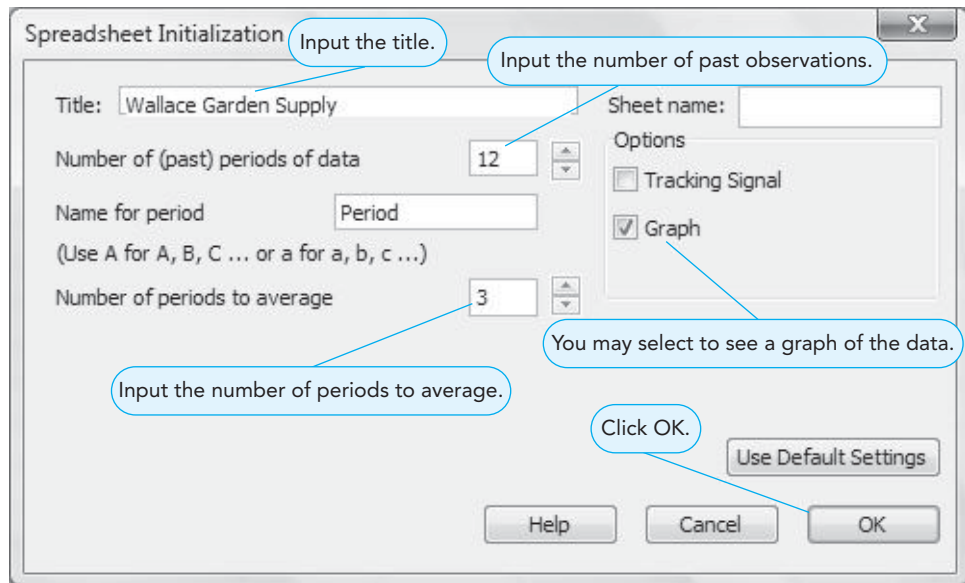 Spreadsheet Initialization
Input the title.
Input the number of past observations.
Title: Wallace Garden Supply
Sheet name:
Number of (past) periods of data 12
Options
Tracking Signal
Name for period Period
Graph
(Use A for A, B, C ... or a for a, b, c ...)
Number of periods to average 3
You may select to see a graph of the data.
Input the number of periods to average.
Click OK.
Use Default Settings
Help Cancel OK